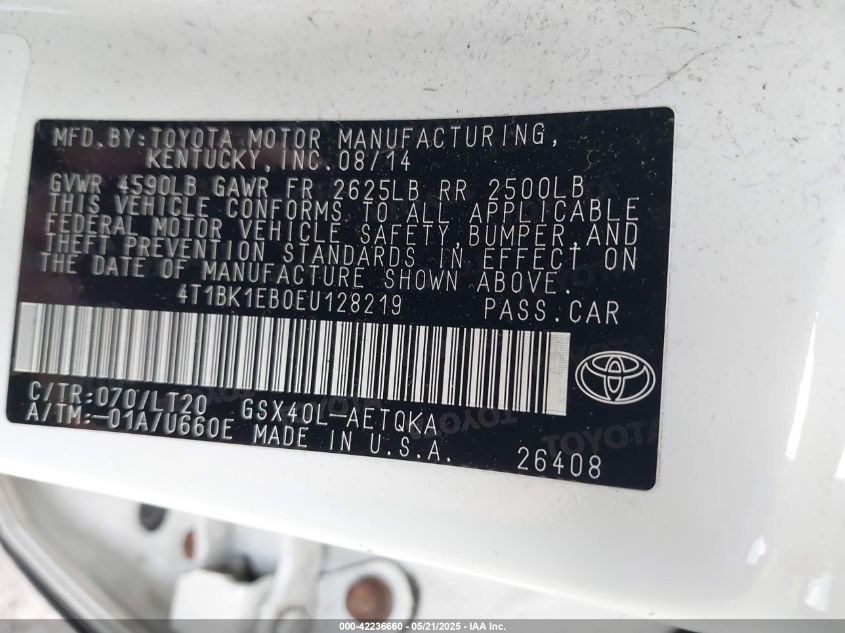 MFD.BY:TOYOTA MOTOR MANUFACTURING,
KENTUCKY,INC.08/14
GVWR 4590LB GAWR FR 2625LB RR 2500LB
THIS VEHICLE CONFORMS TO ALL APPLICABLE
FEDERAL MOTOR VEHICLE SAFETY,BUMPER,AND
THEFT PREVENTION STANDARDS IN EFFECT ON
THE DATE OF MANUFACTURE SHOWN ABOVE.
4T1BK1EB0EU128219 PASS.CAR
C/TR:070/LT20 GSX40L-AETQKA
A/TM:-01A/U660E MADE IN U.S.A.
26408
TOYOTA
000-42236660 - 05/21/2025 - IAA Inc.